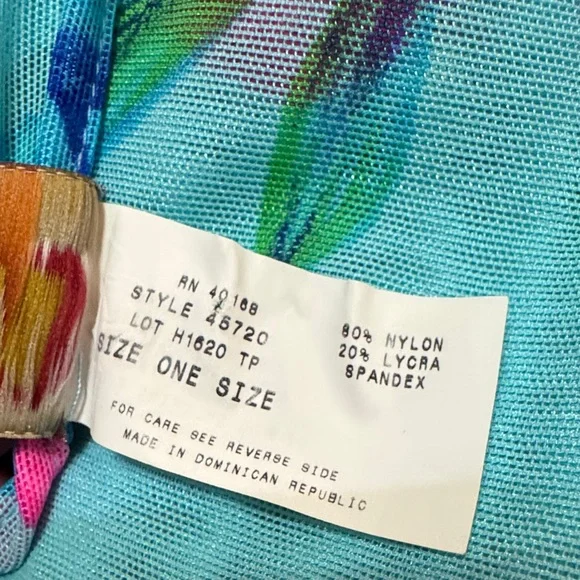 RN 40168
STYLE 45720
LOT H1620 TP
SIZE ONE SIZE
80% NYLON
20% LYCRA
SPANDEX
FOR CARE SEE REVERSE SIDE
MADE IN DOMINICAN REPUBLIC